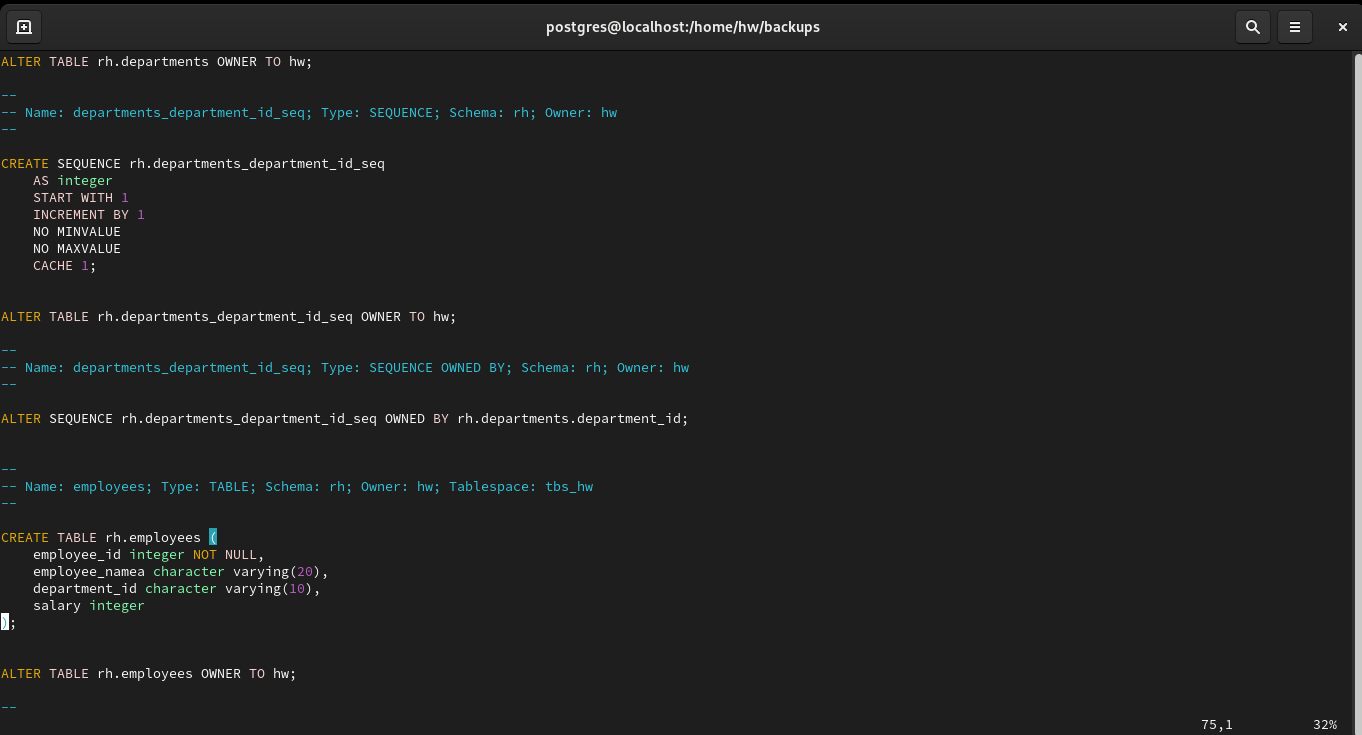 postgres@localhost:/home/hw/backups
ALTER TABLE rh.departments OWNER TO hw;
--
-- Name: departments_department_id_seq; Type: SEQUENCE; Schema: rh; Owner: hw
--
CREATE SEQUENCE rh.departments_department_id_seq
    AS integer
    START WITH 1
    INCREMENT BY 1
    NO MINVALUE
    NO MAXVALUE
    CACHE 1;
ALTER TABLE rh.departments_department_id_seq OWNER TO hw;
--
-- Name: departments_department_id_seq; Type: SEQUENCE OWNED BY; Schema: rh; Owner: hw
--
ALTER SEQUENCE rh.departments_department_id_seq OWNED BY rh.departments.department_id;
--
-- Name: employees; Type: TABLE; Schema: rh; Owner: hw; Tablespace: tbs_hw
--
CREATE TABLE rh.employees (
    employee_id integer NOT NULL,
    employee_namea character varying(20),
    department_id character varying(10),
    salary integer
);
ALTER TABLE rh.employees OWNER TO hw;
--
75,1 32%